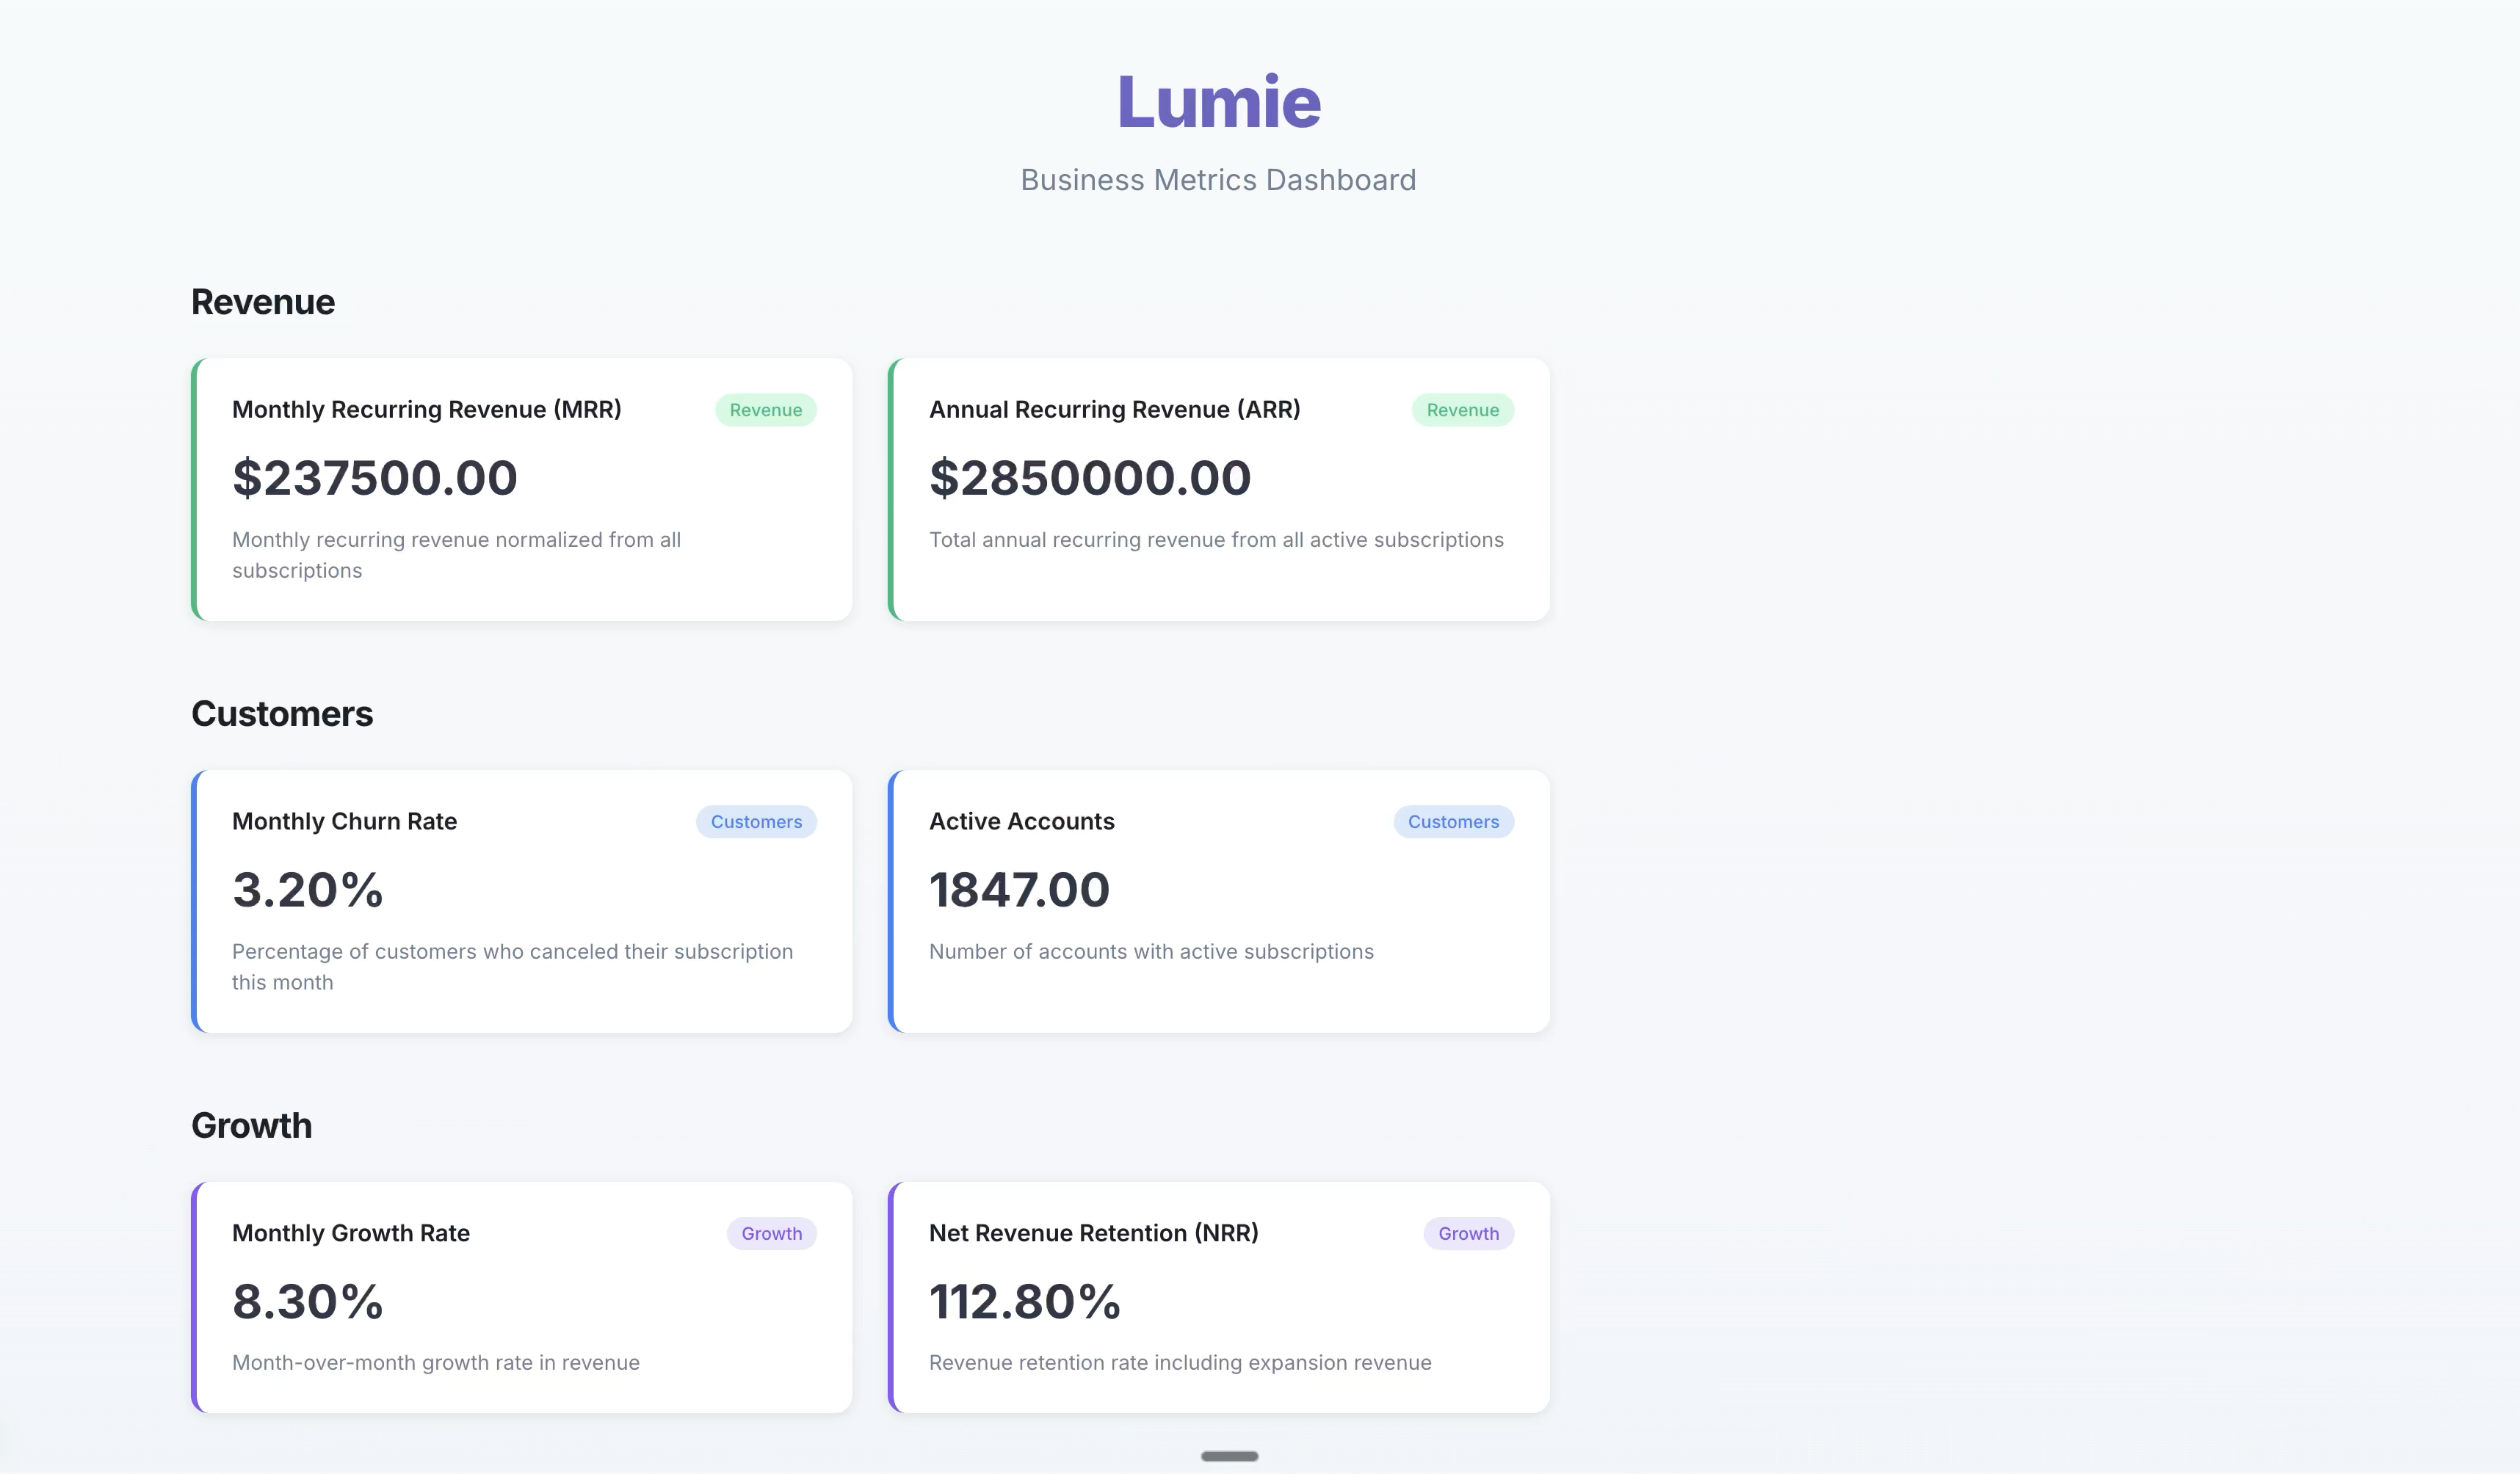 Lumie
Business Metrics Dashboard
Revenue
Monthly Recurring Revenue (MRR)
Revenue
$237500.00
Monthly recurring revenue normalized from all
subscriptions
Annual Recurring Revenue (ARR)
Revenue
$2850000.00
Total annual recurring revenue from all active subscriptions
Customers
Monthly Churn Rate
Customers
3.20%
Percentage of customers who canceled their subscription
this month
Active Accounts
Customers
1847.00
Number of accounts with active subscriptions
Growth
Monthly Growth Rate
Growth
8.30%
Month-over-month growth rate in revenue
Net Revenue Retention (NRR)
Growth
112.80%
Revenue retention rate including expansion revenue